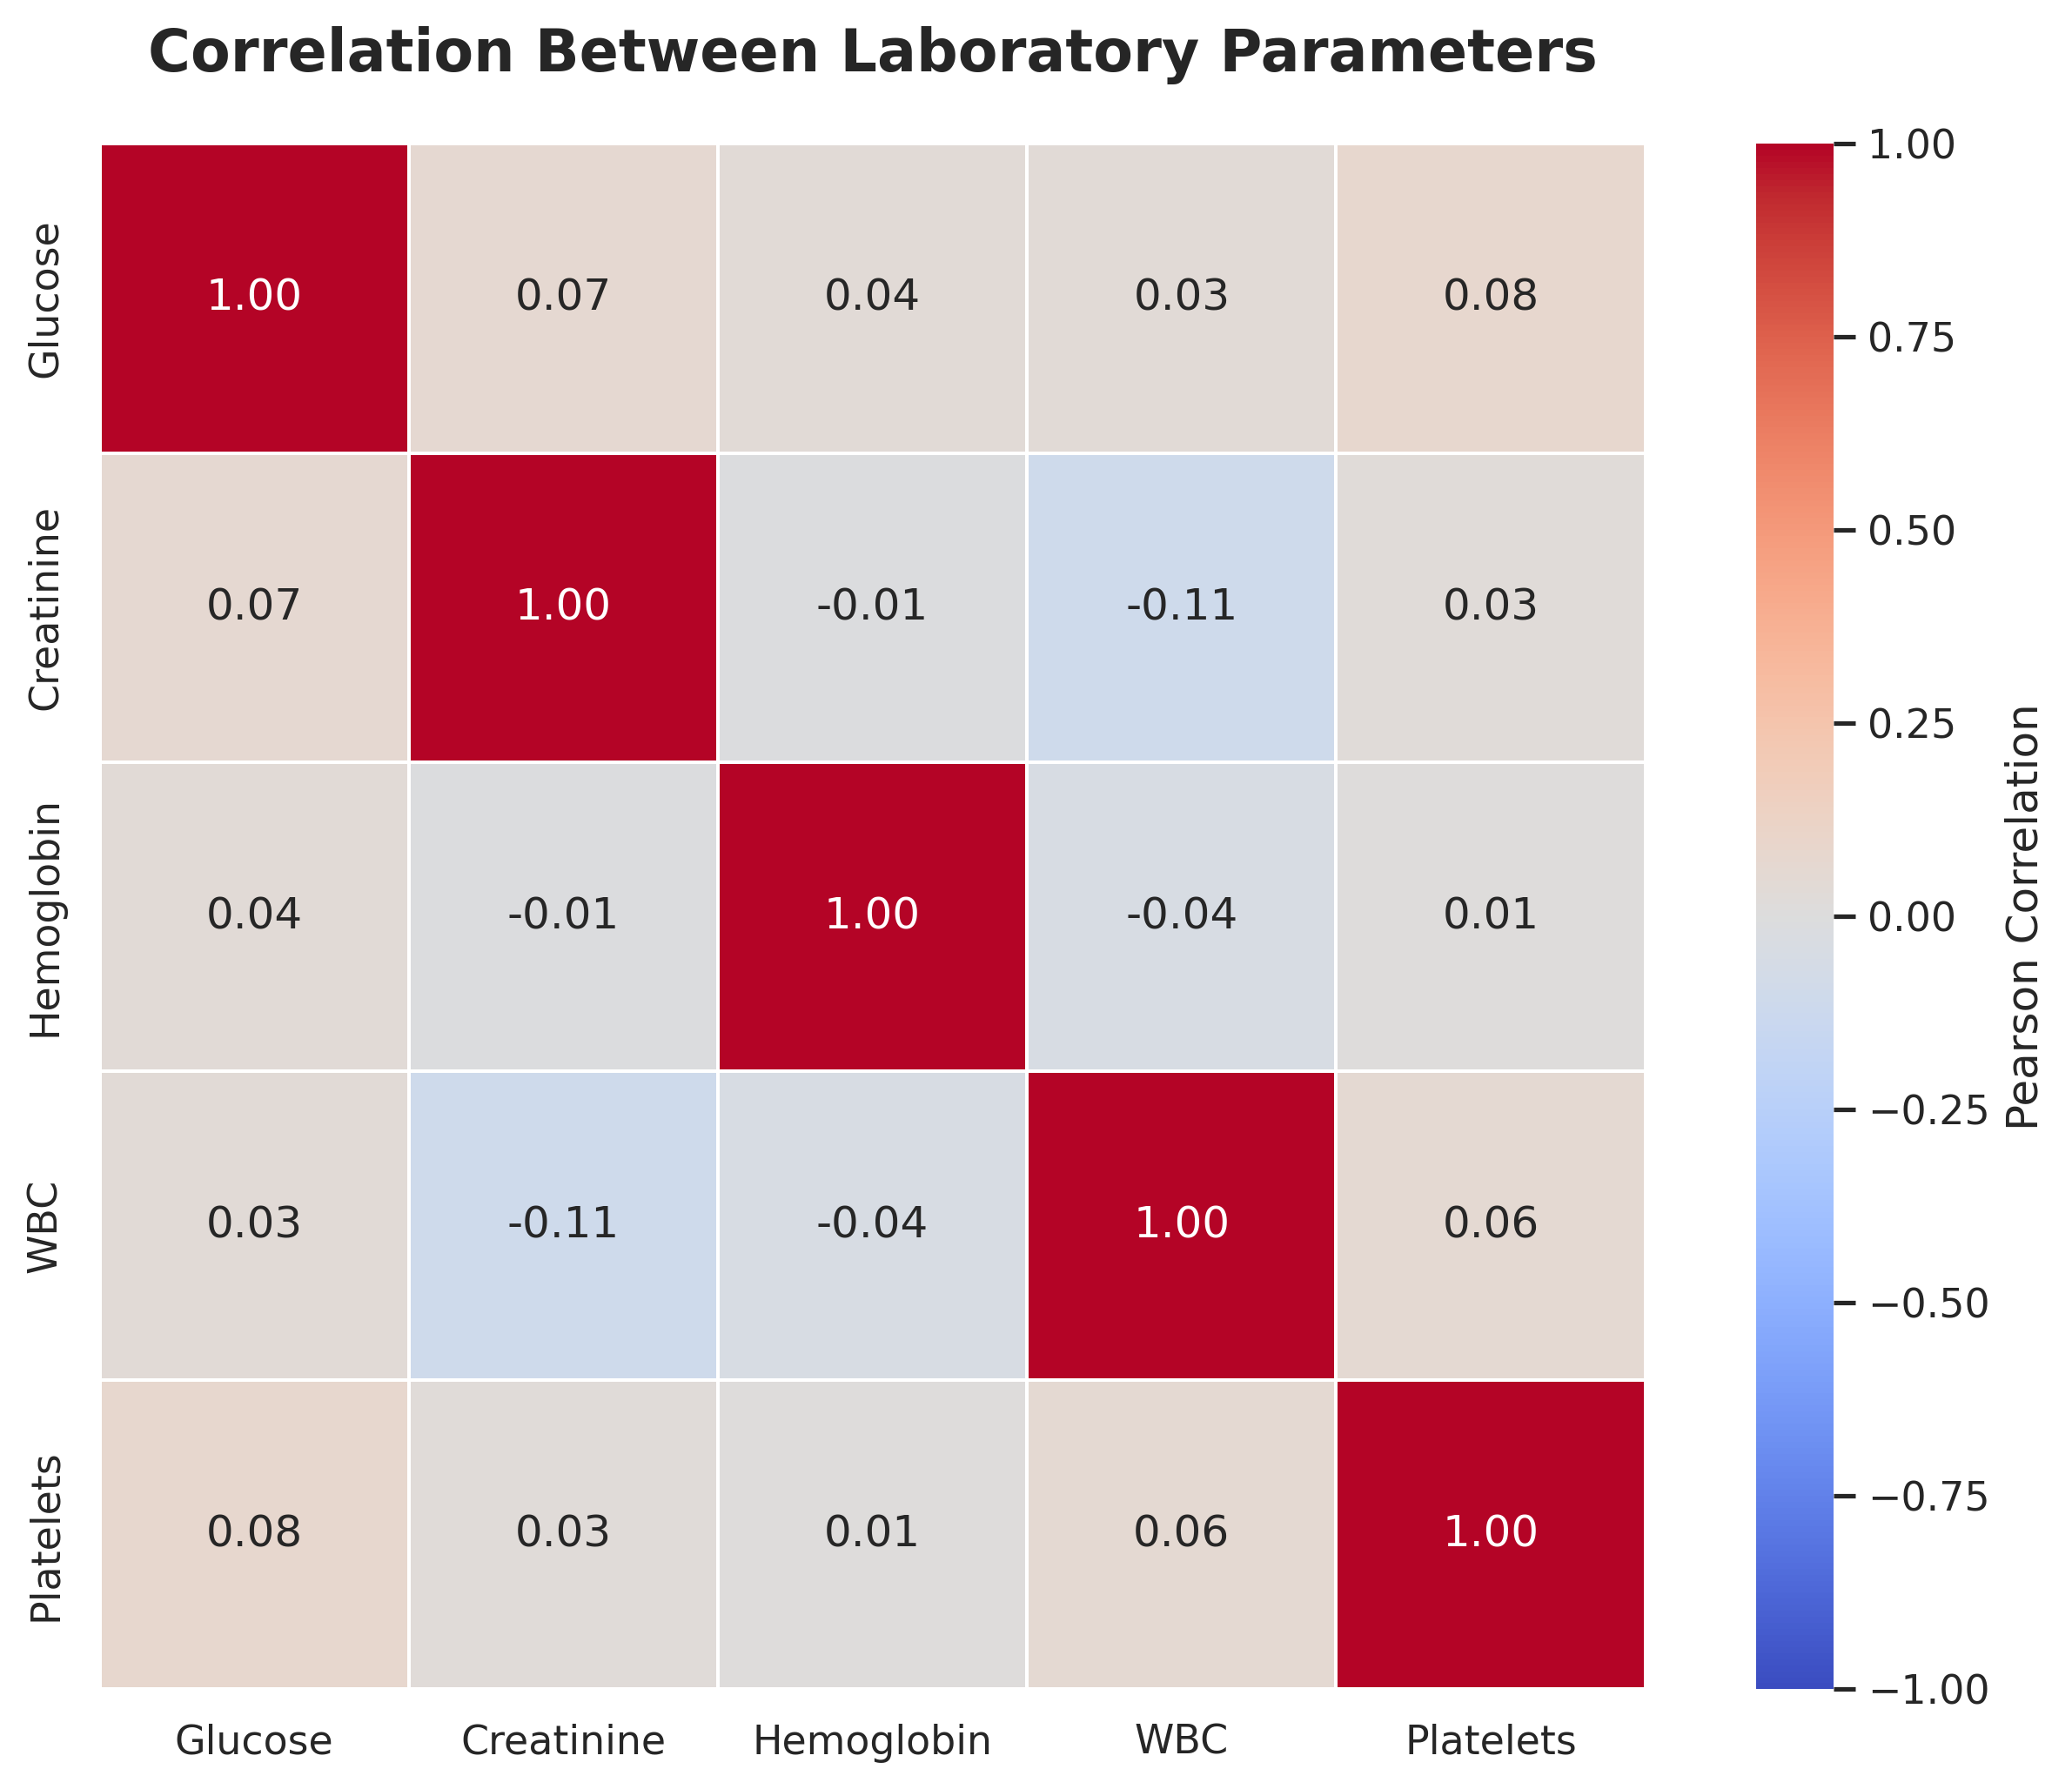 Correlation Between Laboratory Parameters
Glucose 1.00 0.07 0.04 0.03 0.08
Creatinine 0.07 1.00 -0.01 -0.11 0.03
Hemoglobin 0.04 -0.01 1.00 -0.04 0.01
WBC 0.03 -0.11 -0.04 1.00 0.06
Platelets 0.08 0.03 0.01 0.06 1.00
Glucose Creatinine Hemoglobin WBC Platelets
1.00
0.75
0.50
0.25
0.00
−0.25
−0.50
−0.75
−1.00
Pearson Correlation